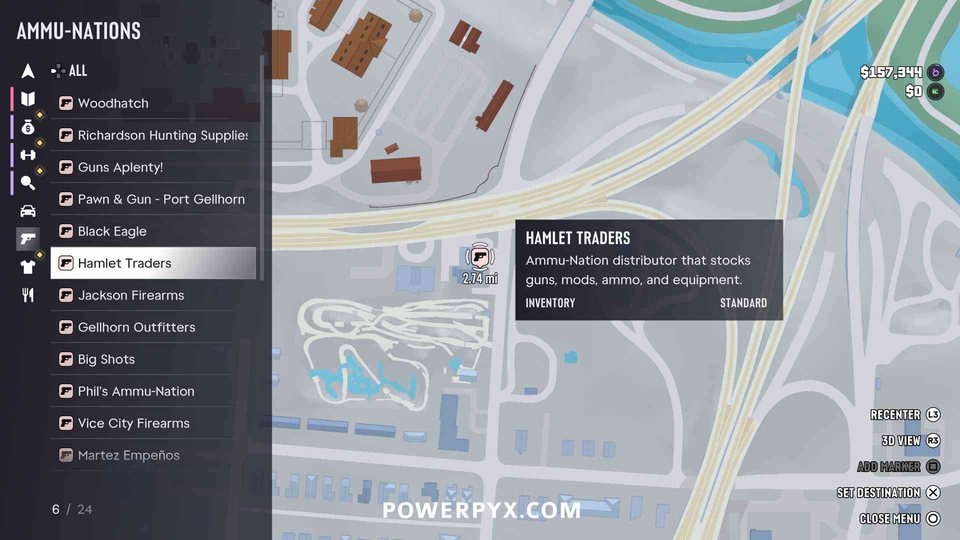 AMMU-NATIONS
ALL
Woodhatch
Richardson Hunting Supplies
Guns Aplenty!
Pawn & Gun - Port Gellhorn
Black Eagle
Hamlet Traders
Jackson Firearms
Gellhorn Outfitters
Big Shots
Phil's Ammu-Nation
Vice City Firearms
Martez Empeños
6 / 24
$157,344
$0
2.74 mi
HAMLET TRADERS
Ammu-Nation distributor that stocks
guns, mods, ammo, and equipment.
INVENTORY STANDARD
RECENTER L3
3D VIEW R3
ADD MARKER
SET DESTINATION
CLOSE MENU
POWERPYX.COM